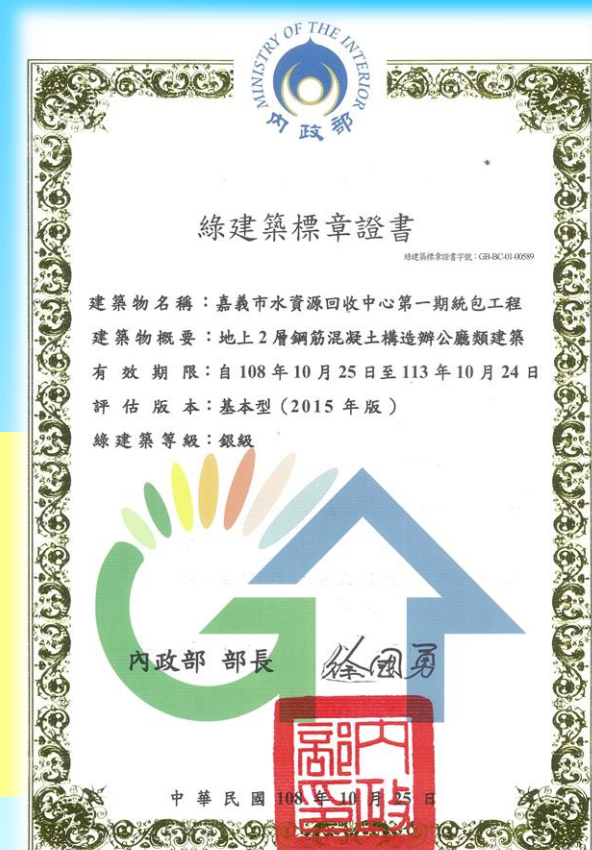 MINISTRY OF THE INTERIOR
內政部
綠建築標章證書
綠建築標章證書字號：GB-BC-01-00589
建築物名稱：嘉義市水資源回收中心第一期統包工程
建築物概要：地上2層鋼筋混凝土構造辦公廳類建築
有效期限：自108年10月25日至113年10月24日
評估版本：基本型（2015年版）
綠建築等級：銀級
內政部 部長 徐國勇
內政部印
中華民國108年10月25日